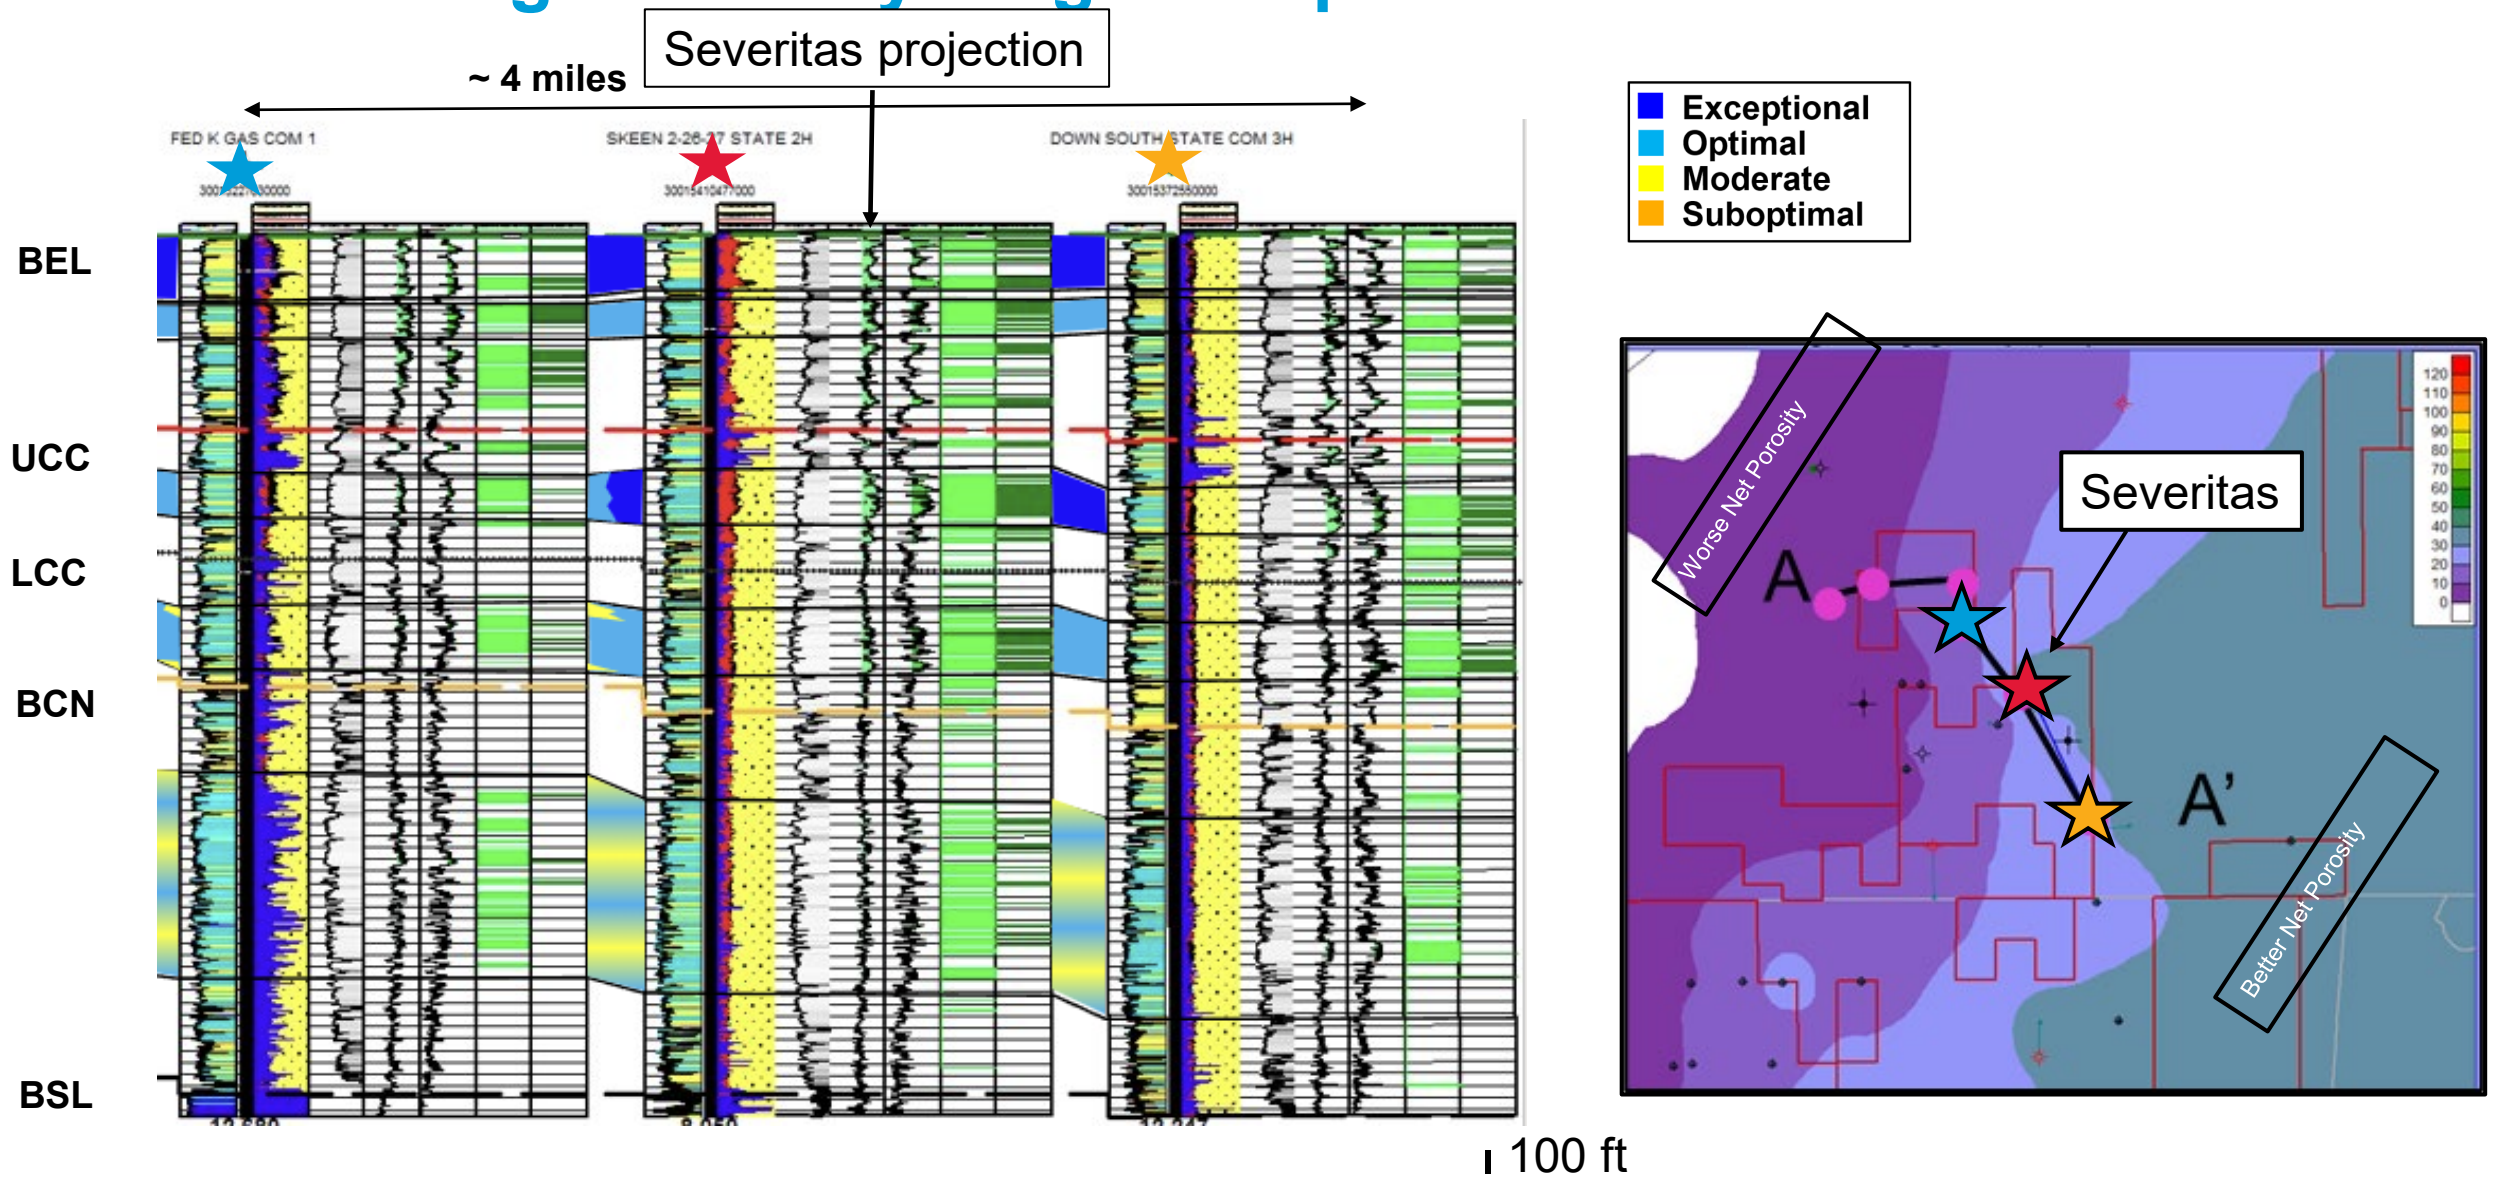 Severitas projection
~ 4 miles
FED K GAS COM 1
SKEEN 2-26-27 STATE 2H
DOWN SOUTH STATE COM 3H
30015410477000
30015372550000
BEL
UCC
LCC
BCN
BSL
100 ft
Exceptional
Optimal
Moderate
Suboptimal
Worse Net Porosity
Severitas
A
A’
Better Net Porosity
120
110
100
90
80
70
60
50
40
30
20
10
0